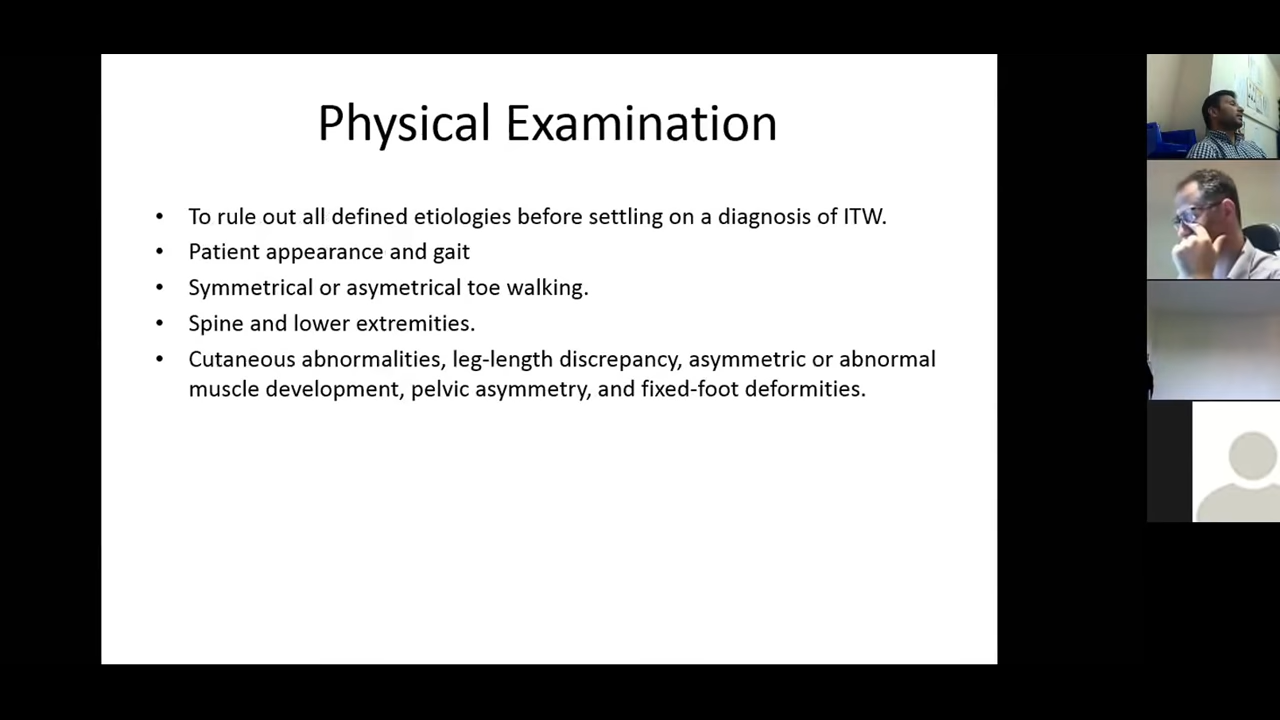 Physical Examination
• To rule out all defined etiologies before settling on a diagnosis of ITW.
• Patient appearance and gait
• Symmetrical or asymetrical toe walking.
• Spine and lower extremities.
• Cutaneous abnormalities, leg-length discrepancy, asymmetric or abnormal
muscle development, pelvic asymmetry, and fixed-foot deformities.